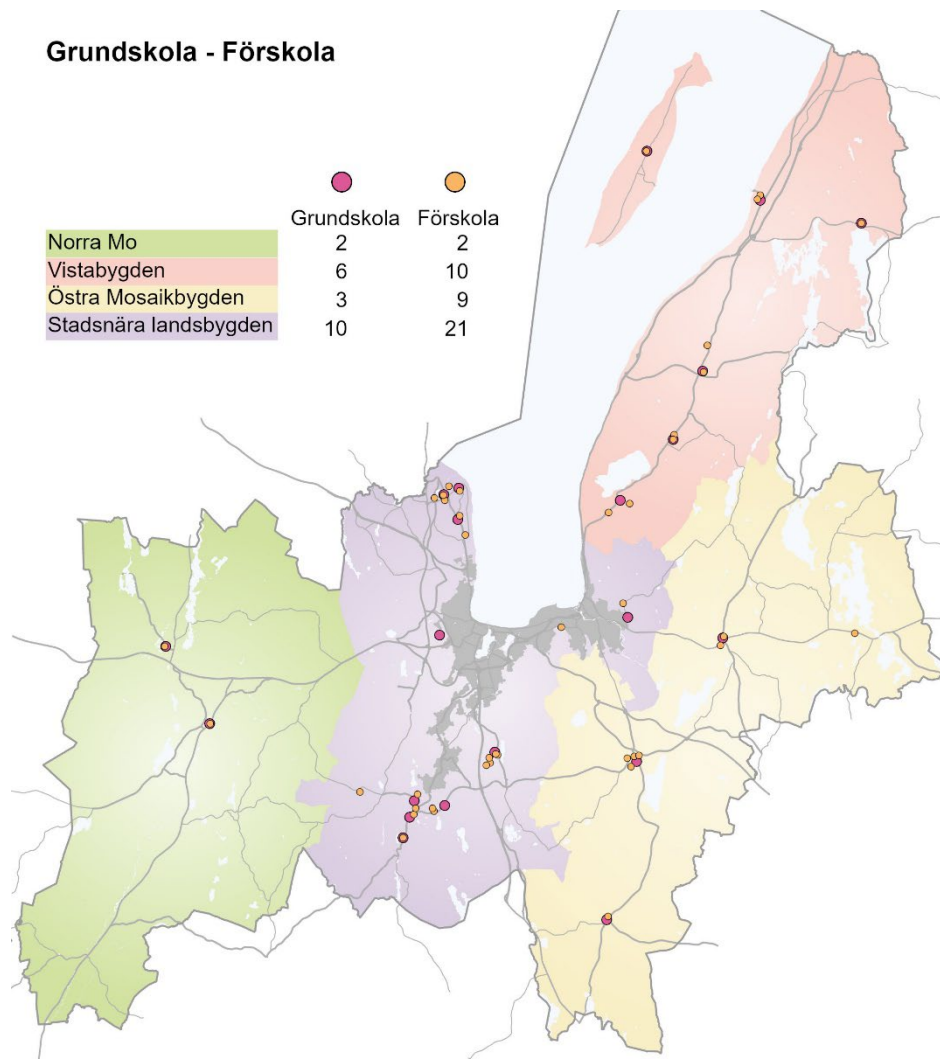 Grundskola - Förskola
Grundskola Förskola
Norra Mo 2 2
Vistabygden 6 10
Östra Mosaikbygden 3 9
Stadsnära landsbygden 10 21